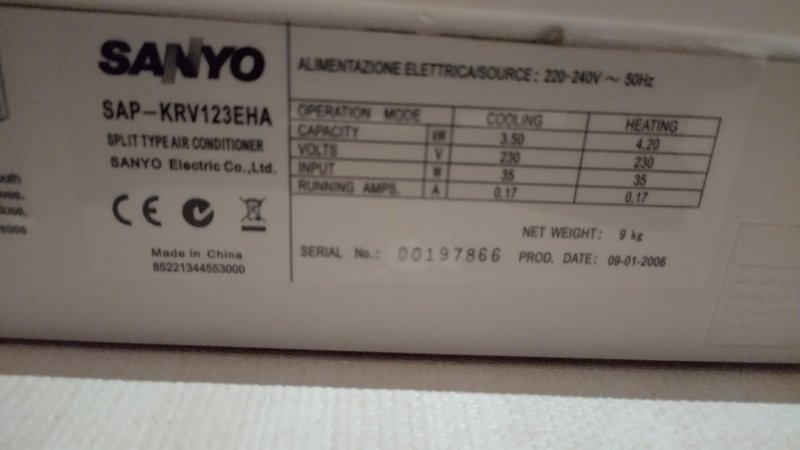 SANYO
SAP-KRV123EHA
SPLIT TYPE AIR CONDITIONER
SANYO Electric Co.,Ltd.
CE
Made in China
85221344553000
ALIMENTAZIONE ELETTRICA/SOURCE: 220-240V ~ 50Hz
OPERATION MODE COOLING HEATING
CAPACITY kW 3.50 4.20
VOLTS V 230 230
INPUT W 35 35
RUNNING AMPS. A 0.17 0.17
NET WEIGHT: 9 kg
SERIAL No.: 00197866 PROD. DATE: 09-01-2006